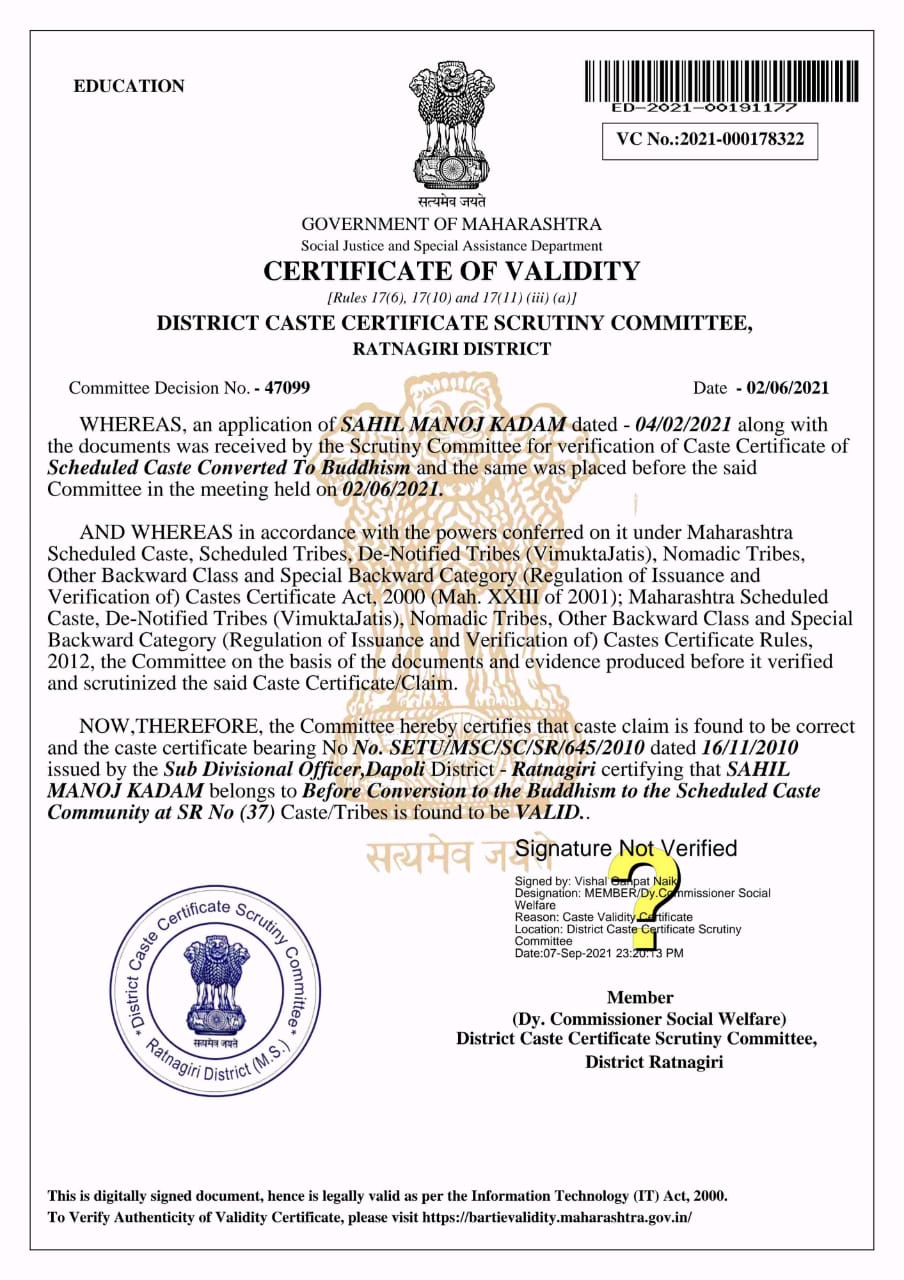 EDUCATION
ED-2021-00191177
VC No.:2021-000178322
सत्यमेव जयते
GOVERNMENT OF MAHARASHTRA
Social Justice and Special Assistance Department
CERTIFICATE OF VALIDITY
[Rules 17(6), 17(10) and 17(11) (iii) (a)]
DISTRICT CASTE CERTIFICATE SCRUTINY COMMITTEE,
RATNAGIRI DISTRICT
Committee Decision No. - 47099 Date - 02/06/2021
WHEREAS, an application of SAHIL MANOJ KADAM dated - 04/02/2021 along with
the documents was received by the Scrutiny Committee for verification of Caste Certificate of
Scheduled Caste Converted To Buddhism and the same was placed before the said
Committee in the meeting held on 02/06/2021.
AND WHEREAS in accordance with the powers conferred on it under Maharashtra
Scheduled Caste, Scheduled Tribes, De-Notified Tribes (VimuktaJatis), Nomadic Tribes,
Other Backward Class and Special Backward Category (Regulation of Issuance and
Verification of) Castes Certificate Act, 2000 (Mah. XXIII of 2001); Maharashtra Scheduled
Caste, De-Notified Tribes (VimuktaJatis), Nomadic Tribes, Other Backward Class and Special
Backward Category (Regulation of Issuance and Verification of) Castes Certificate Rules,
2012, the Committee on the basis of the documents and evidence produced before it verified
and scrutinized the said Caste Certificate/Claim.
NOW,THEREFORE, the Committee hereby certifies that caste claim is found to be correct
and the caste certificate bearing No No. SETU/MSC/SC/SR/645/2010 dated 16/11/2010
issued by the Sub Divisional Officer,Dapoli District - Ratnagiri certifying that SAHIL
MANOJ KADAM belongs to Before Conversion to the Buddhism to the Scheduled Caste
Community at SR No (37) Caste/Tribes is found to be VALID..
सत्यमेव जयते
Signature Not Verified
?
Signed by: Vishal Ganpat Naik
Designation: MEMBER/Dy.Commissioner Social
Welfare
Reason: Caste Validity Certificate
Location: District Caste Certificate Scrutiny
Committee
Date:07-Sep-2021 23:20:13 PM
* District Caste Certificate Scrutiny Committee *
सत्यमेव जयते
Ratnagiri District (M.S.)
Member
(Dy. Commissioner Social Welfare)
District Caste Certificate Scrutiny Committee,
District Ratnagiri
This is digitally signed document, hence is legally valid as per the Information Technology (IT) Act, 2000.
To Verify Authenticity of Validity Certificate, please visit https://bartievalidity.maharashtra.gov.in/